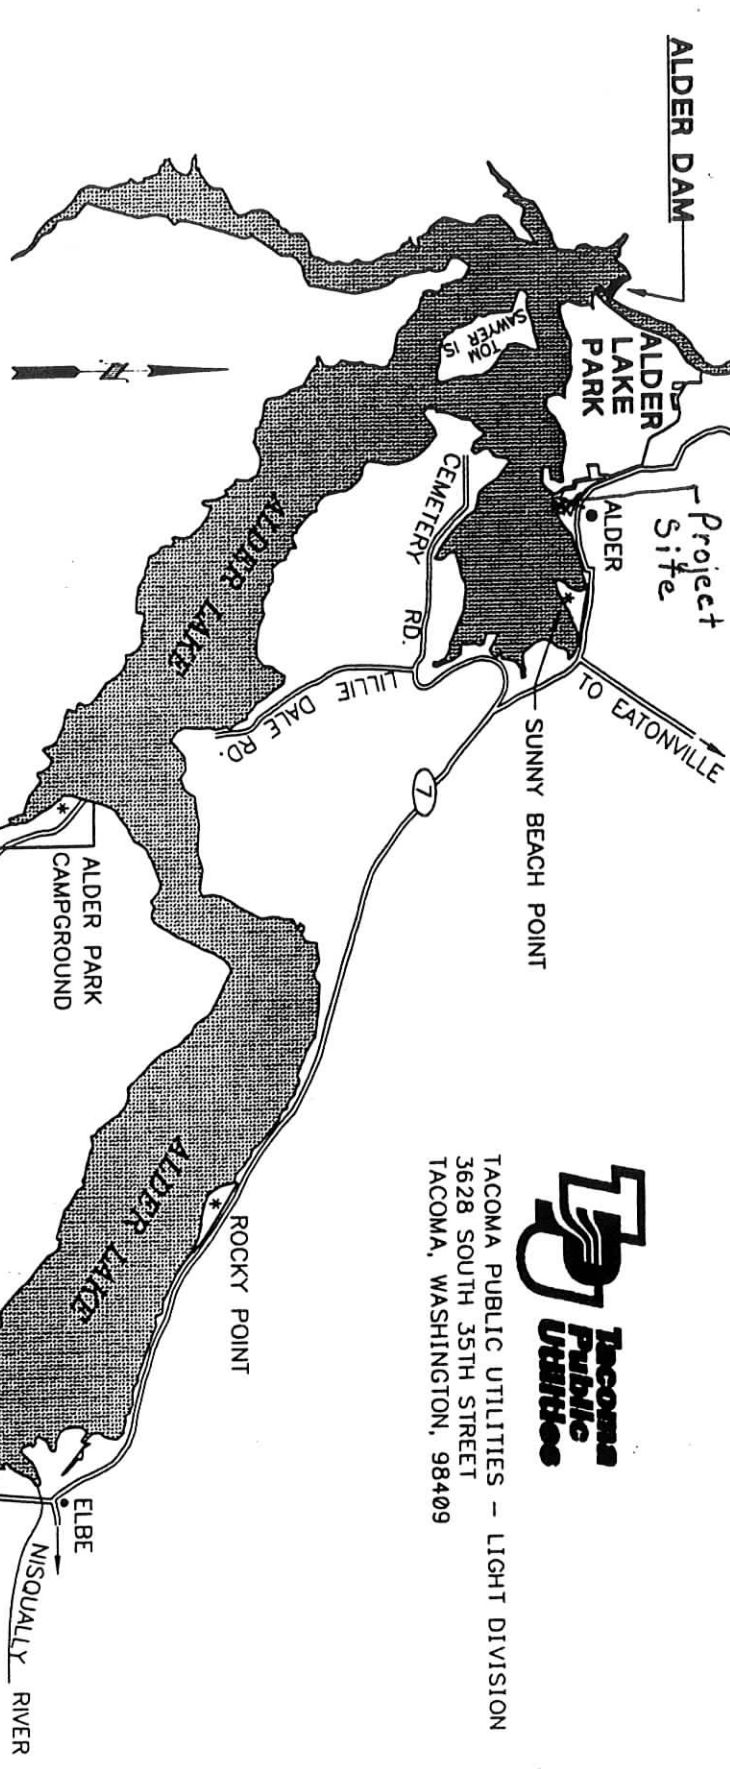 ALDER DAM
ALDER
LAKE
PARK
TOM
SAWYER IS
Project
Site
ALDER
TO EATONVILLE
CEMETERY RD.
LILLIE DALE RD.
SUNNY BEACH POINT
7
ALDER LAKE
ALDER PARK
CAMPGROUND
ALDER LAKE
ROCKY POINT
ELBE
NISQUALLY RIVER
Tacoma
Public
Utilities
TACOMA PUBLIC UTILITIES – LIGHT DIVISION
3628 SOUTH 35TH STREET
TACOMA, WASHINGTON, 98409